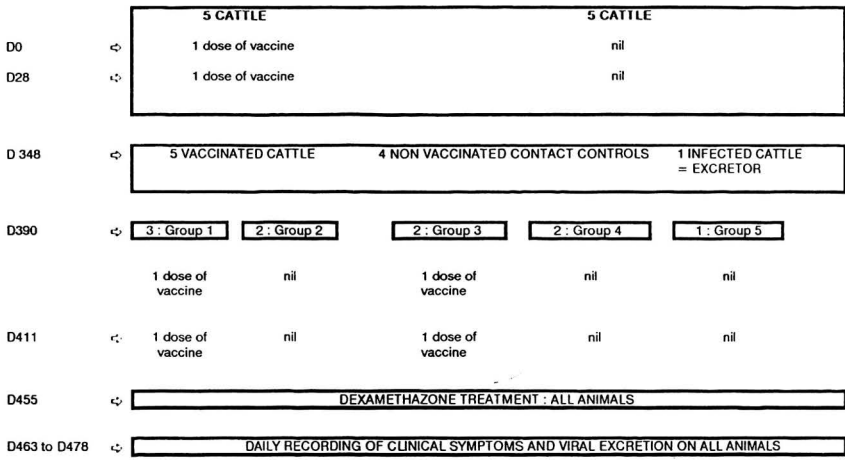 5 CATTLE 5 CATTLE
D0 ⇨ 1 dose of vaccine nil
D28 ⇨ 1 dose of vaccine nil
D 348 ⇨ 5 VACCINATED CATTLE 4 NON VACCINATED CONTACT CONTROLS 1 INFECTED CATTLE
= EXCRETOR
D390 ⇨ 3 : Group 1 2 : Group 2 2 : Group 3 2 : Group 4 1 : Group 5
1 dose of nil 1 dose of nil nil
vaccine vaccine
D411 ⇨ 1 dose of nil 1 dose of nil nil
vaccine vaccine
D455 ⇨ DEXAMETHAZONE TREATMENT : ALL ANIMALS
D463 to D478 ⇨ DAILY RECORDING OF CLINICAL SYMPTOMS AND VIRAL EXCRETION ON ALL ANIMALS